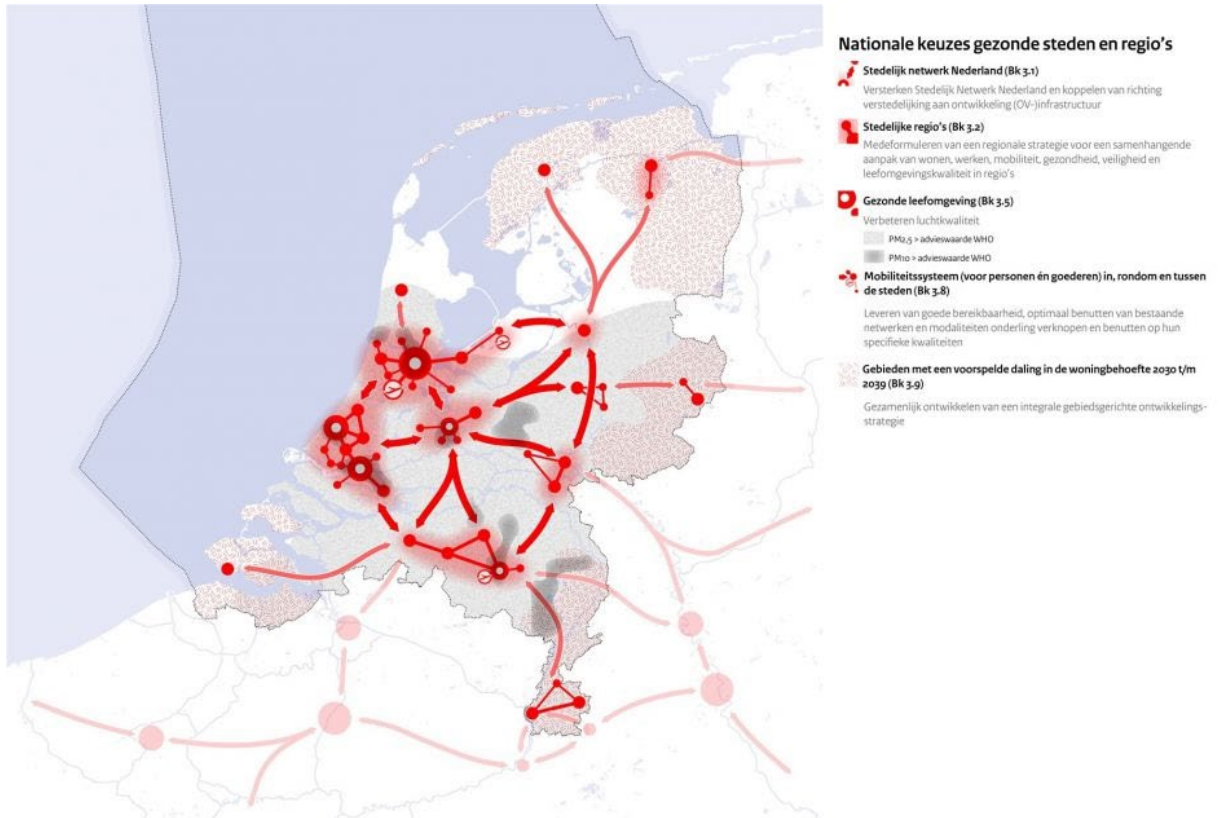 Nationale keuzes gezonde steden en regio's
Stedelijk netwerk Nederland (Bk 3.1)
Versterken Stedelijk Netwerk Nederland en koppelen van richting
verstedelijking aan ontwikkeling (OV-)infrastructuur
Stedelijke regio's (Bk 3.2)
Medeformuleren van een regionale strategie voor een samenhangende
aanpak van wonen, werken, mobiliteit, gezondheid, veiligheid en
leefomgevingskwaliteit in regio's
Gezonde leefomgeving (Bk 3.5)
Verbeteren luchtkwaliteit
PM2,5 > advieswaarde WHO
PM10 > advieswaarde WHO
Mobiliteitssysteem (voor personen én goederen) in, rondom en tussen
de steden (Bk 3.8)
Leveren van goede bereikbaarheid, optimaal benutten van bestaande
netwerken en modaliteiten onderling verknopen en benutten op hun
specifieke kwaliteiten
Gebieden met een voorspelde daling in de woningbehoefte 2030 t/m
2039 (Bk 3.9)
Gezamenlijk ontwikkelen van een integrale gebiedsgerichte ontwikkelings-
strategie